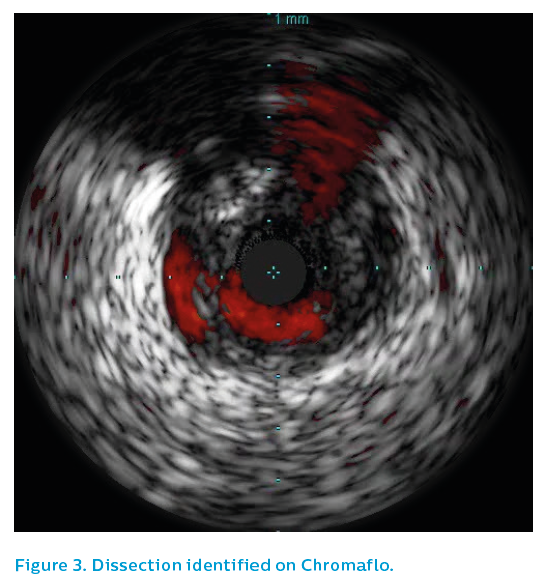 1 mm
Figure 3. Dissection identified on Chromaflo.